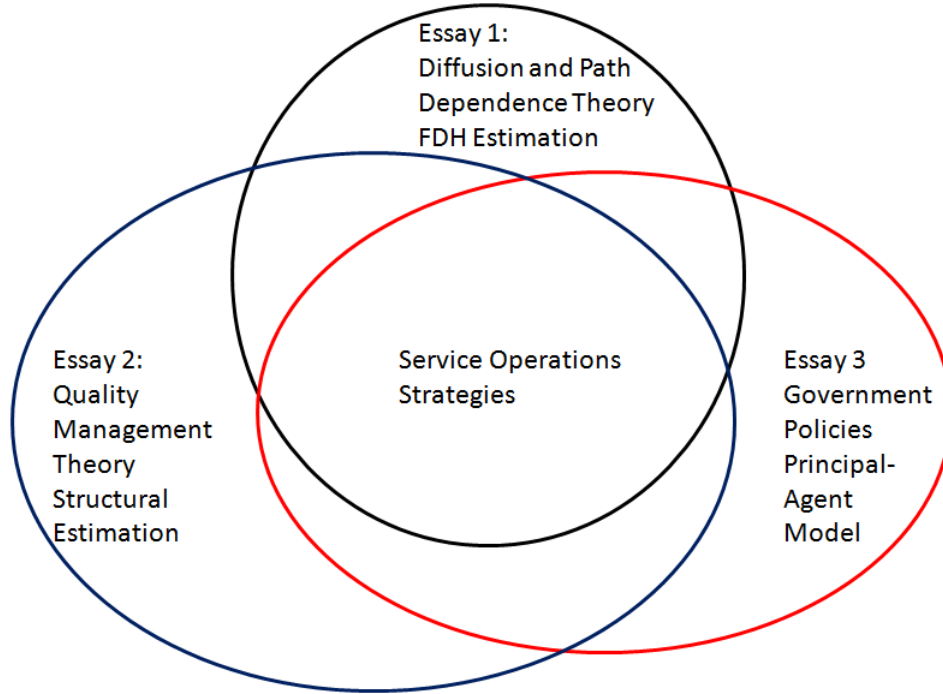 Essay 1:
Diffusion and Path
Dependence Theory
FDH Estimation
Essay 2:
Quality
Management
Theory
Structural
Estimation
Service Operations
Strategies
Essay 3
Government
Policies
Principal-
Agent
Model